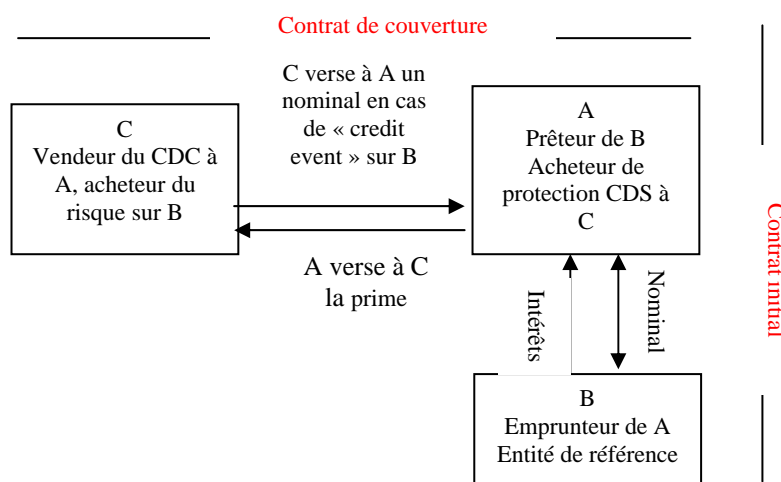 Contrat de couverture
C verse à A un
nominal en cas
de « credit
event » sur B
C
Vendeur du CDC à
A, acheteur du
risque sur B
A
Prêteur de B
Acheteur de
protection CDS à
C
A verse à C
la prime
Intérêts
Nominal
Contrat initial
B
Emprunteur de A
Entité de référence